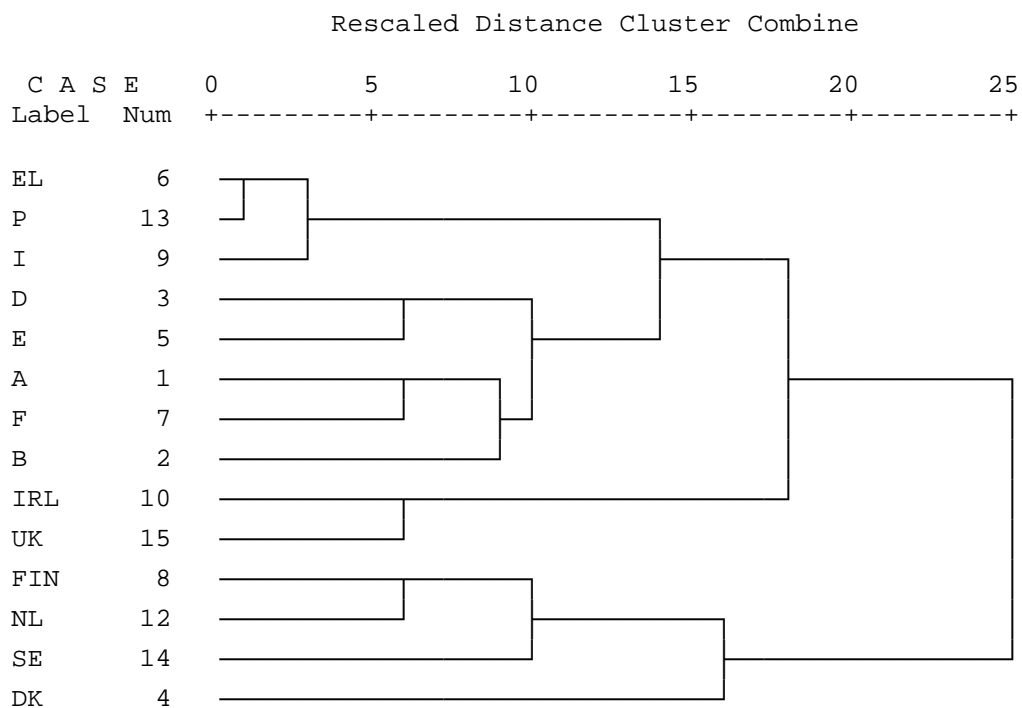 Rescaled Distance Cluster Combine
C A S E 0 5 10 15 20 25
Label Num +---------+---------+---------+---------+---------+
EL 6
P 13
I 9
D 3
E 5
A 1
F 7
B 2
IRL 10
UK 15
FIN 8
NL 12
SE 14
DK 4